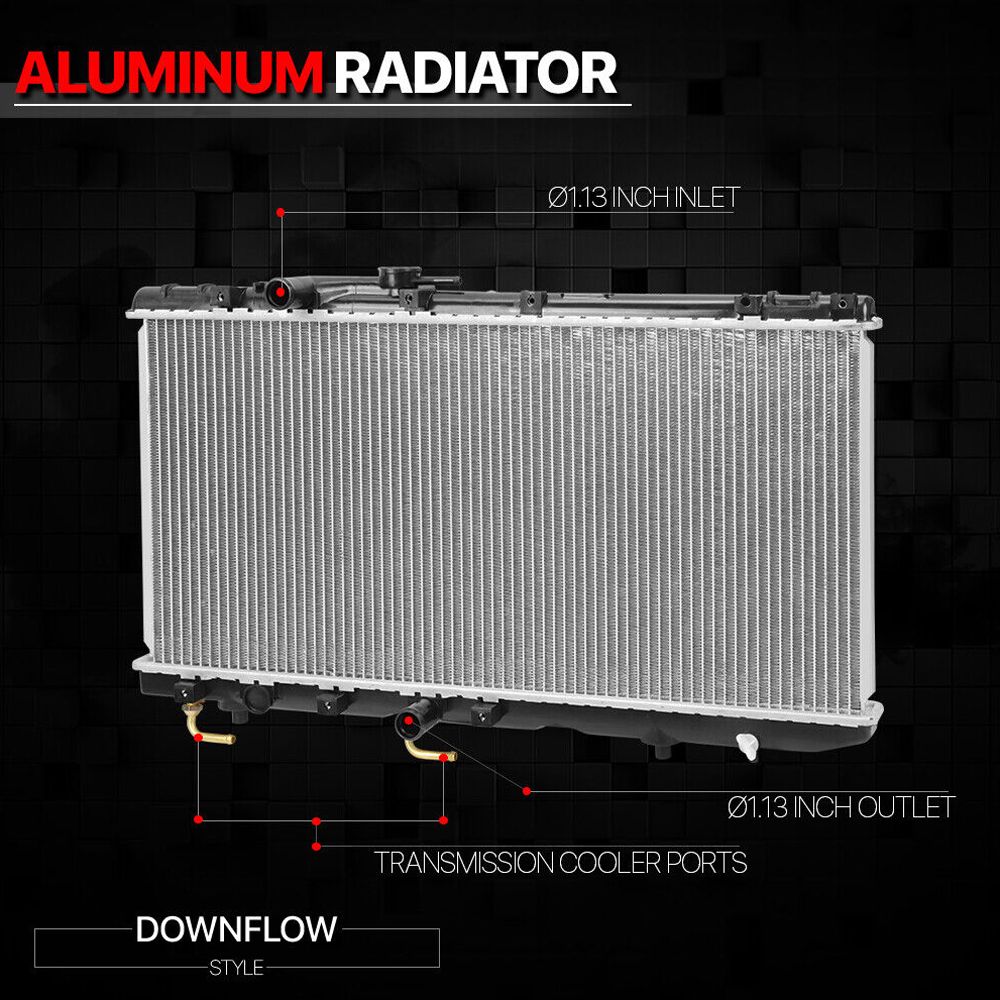 ALUMINUM RADIATOR
Ø1.13 INCH INLET
Ø1.13 INCH OUTLET
TRANSMISSION COOLER PORTS
DOWNFLOW
STYLE